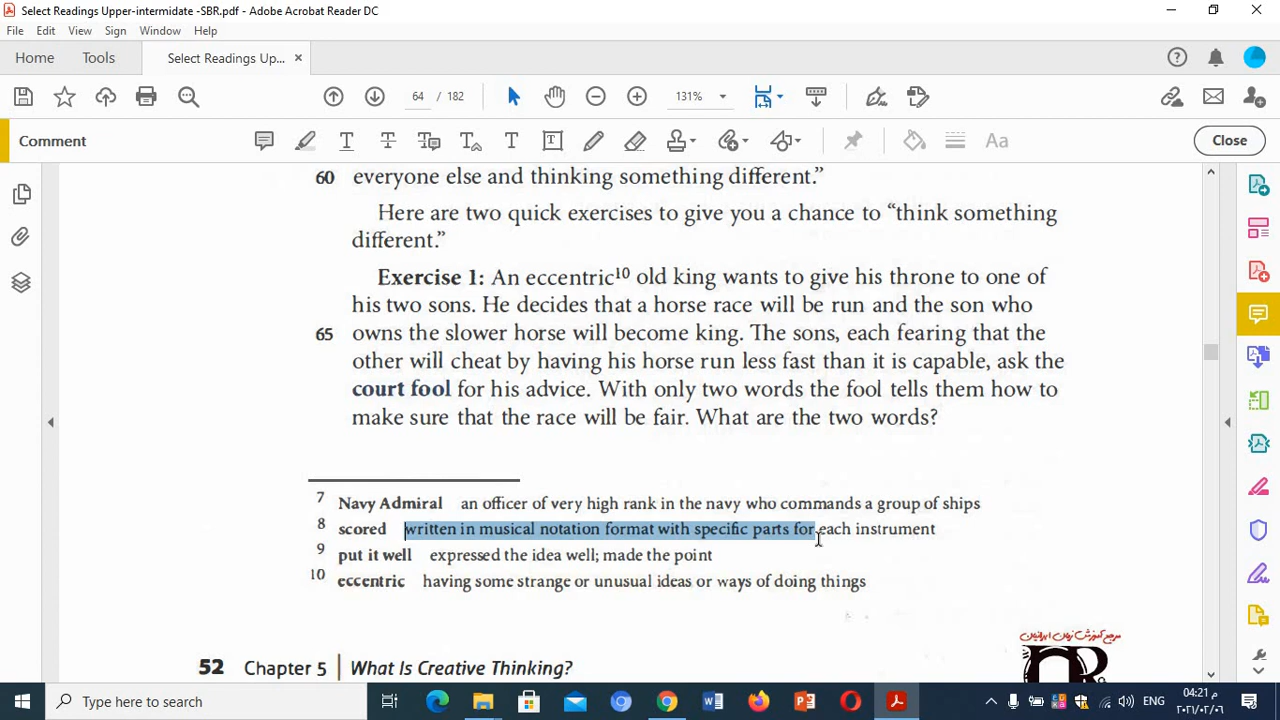 Select Readings Upper-intermidate -SBR.pdf - Adobe Acrobat Reader DC
File Edit View Sign Window Help
Home Tools Select Readings Up... ×
64 / 182 131%
Comment Close
60 everyone else and thinking something different.”
Here are two quick exercises to give you a chance to “think something
different.”
Exercise 1: An eccentric10 old king wants to give his throne to one of
his two sons. He decides that a horse race will be run and the son who
65 owns the slower horse will become king. The sons, each fearing that the
other will cheat by having his horse run less fast than it is capable, ask the
court fool for his advice. With only two words the fool tells them how to
make sure that the race will be fair. What are the two words?
7 Navy Admiral an officer of very high rank in the navy who commands a group of ships
8 scored written in musical notation format with specific parts for each instrument
9 put it well expressed the idea well; made the point
10 eccentric having some strange or unusual ideas or ways of doing things
مرجع آموزش زبان ایرانیان
52 Chapter 5 What Is Creative Thinking?
Type here to search
ENG
04:21 م
٢٠٢١/٠٢/٠٦